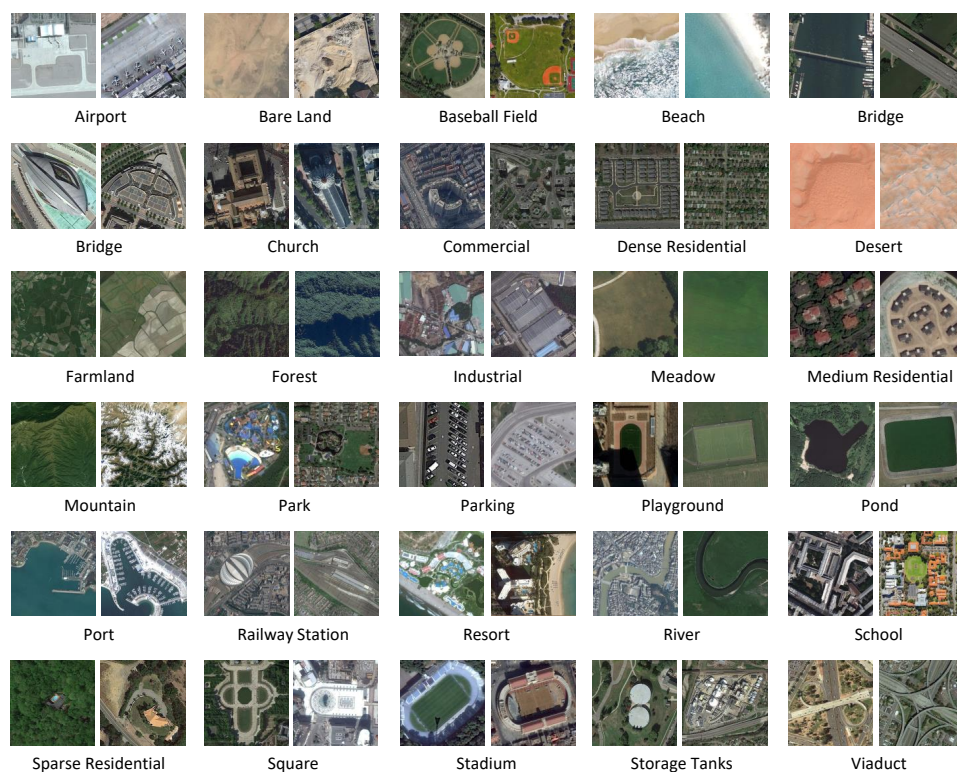 Airport
Bare Land
Baseball Field
Beach
Bridge
Bridge
Church
Commercial
Dense Residential
Desert
Farmland
Forest
Industrial
Meadow
Medium Residential
Mountain
Park
Parking
Playground
Pond
Port
Railway Station
Resort
River
School
Sparse Residential
Square
Stadium
Storage Tanks
Viaduct